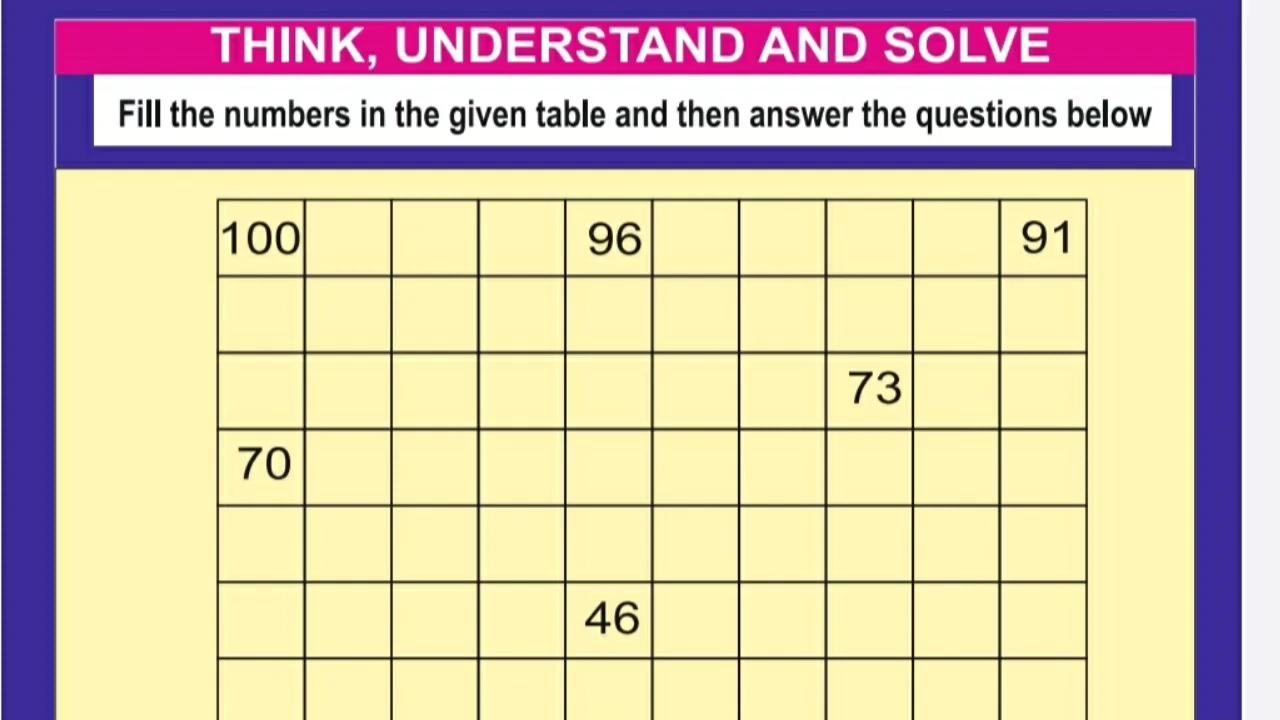 THINK, UNDERSTAND AND SOLVE
Fill the numbers in the given table and then answer the questions below
100 96 91
73
70
46